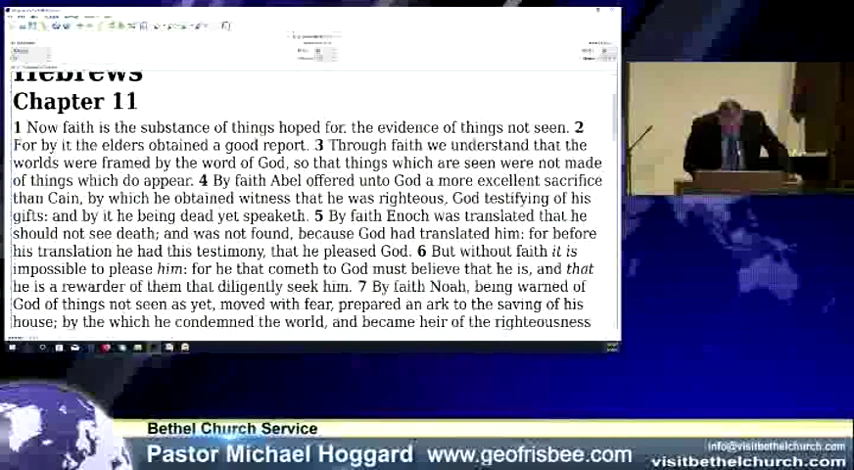 Hebrews
Chapter 11
1 Now faith is the substance of things hoped for, the evidence of things not seen. 2
For by it the elders obtained a good report. 3 Through faith we understand that the
worlds were framed by the word of God, so that things which are seen were not made
of things which do appear. 4 By faith Abel offered unto God a more excellent sacrifice
than Cain, by which he obtained witness that he was righteous, God testifying of his
gifts: and by it he being dead yet speaketh. 5 By faith Enoch was translated that he
should not see death; and was not found, because God had translated him: for before
his translation he had this testimony, that he pleased God. 6 But without faith it is
impossible to please him: for he that cometh to God must believe that he is, and that
he is a rewarder of them that diligently seek him. 7 By faith Noah, being warned of
God of things not seen as yet, moved with fear, prepared an ark to the saving of his
house; by the which he condemned the world, and became heir of the righteousness
Bethel Church Service
Pastor Michael Hoggard www.geofrisbee.com
info@visitbethelchurch.com
visitbethelchurch.com